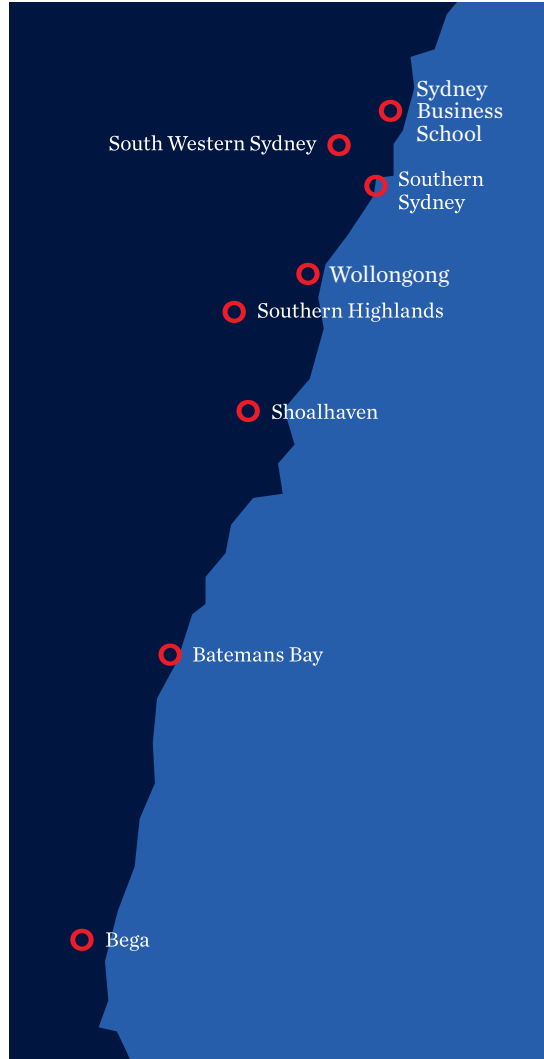 Sydney
Business
School
South Western Sydney
Southern
Sydney
Wollongong
Southern Highlands
Shoalhaven
Batemans Bay
Bega